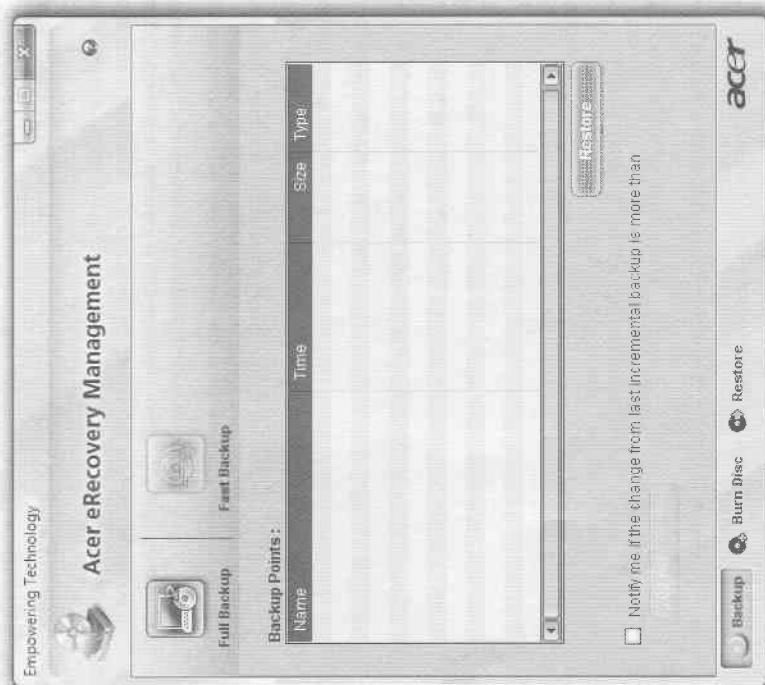 Empowering Technology
Acer eRecovery Management
Full Backup
Fast Backup
Backup Points:
Name Time Size Type
Restore
Notify me if the change from last incremental backup is more than
Backup Burn Disc Restore
acer